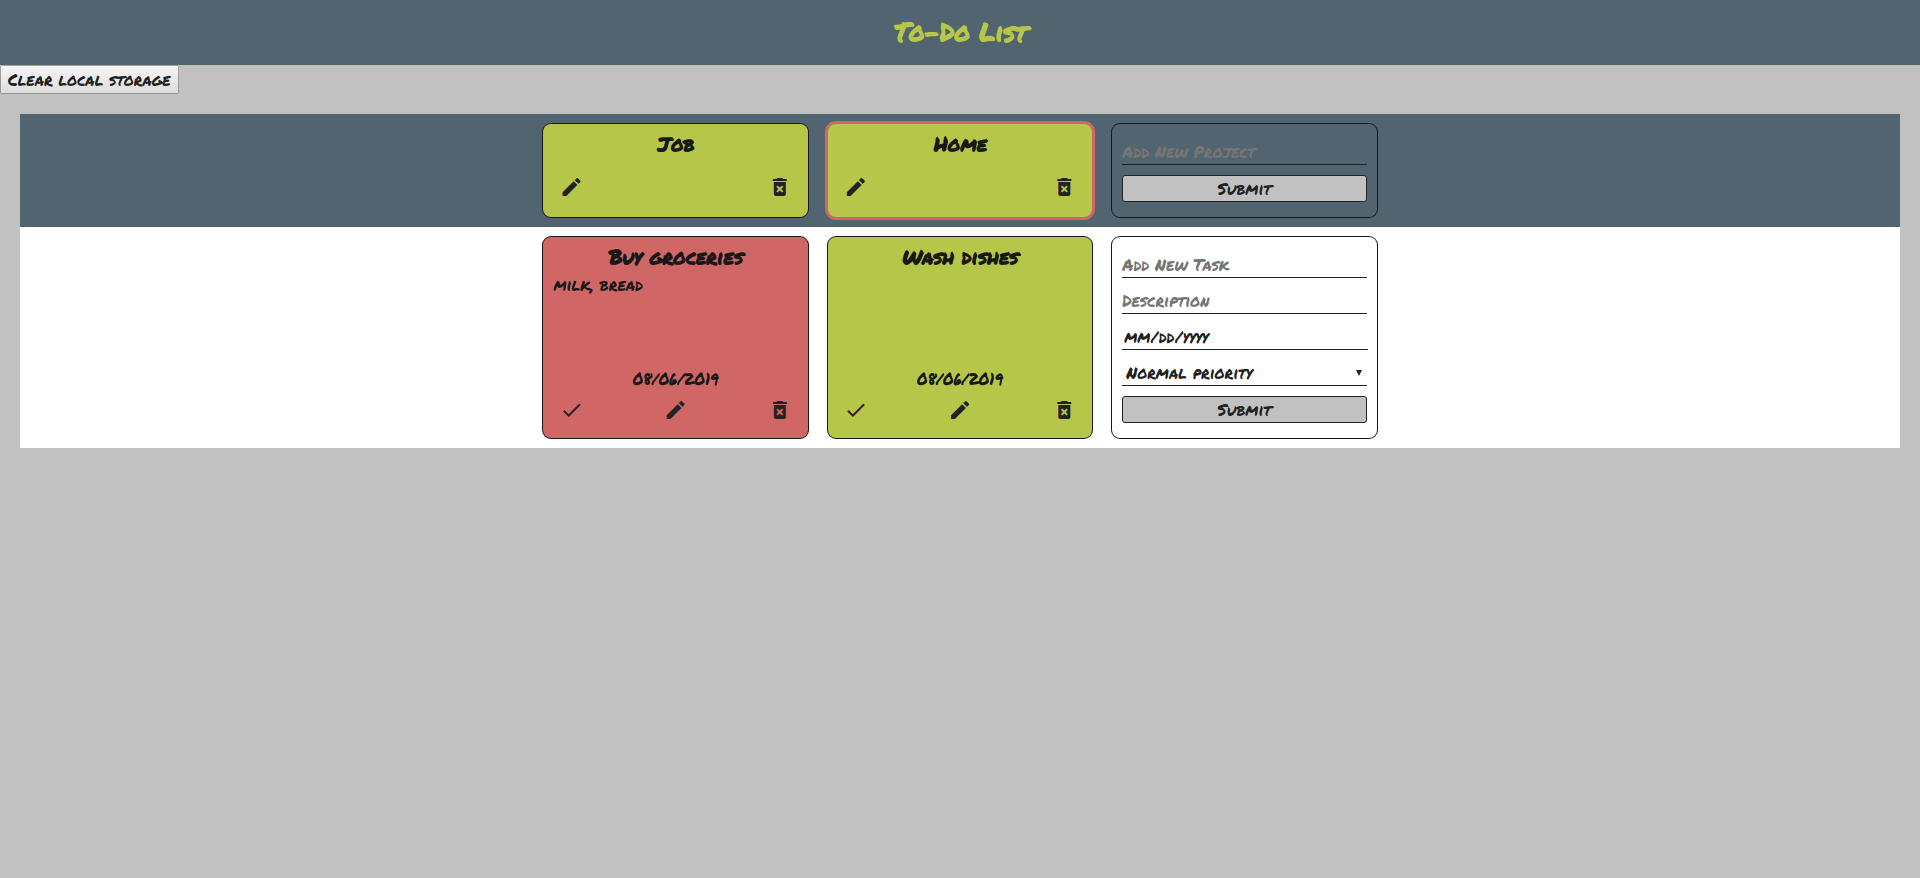 To-Do List
Clear local storage
Job
Home
Add New Project
Submit
Buy groceries
milk, bread
08/06/2019
Wash dishes
08/06/2019
Add New Task
Description
mm/dd/yyyy
Normal priority
Submit